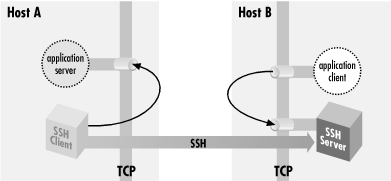 Host A
Host B
application
server
application
client
SSH
Client
SSH
SSH
Server
TCP
TCP